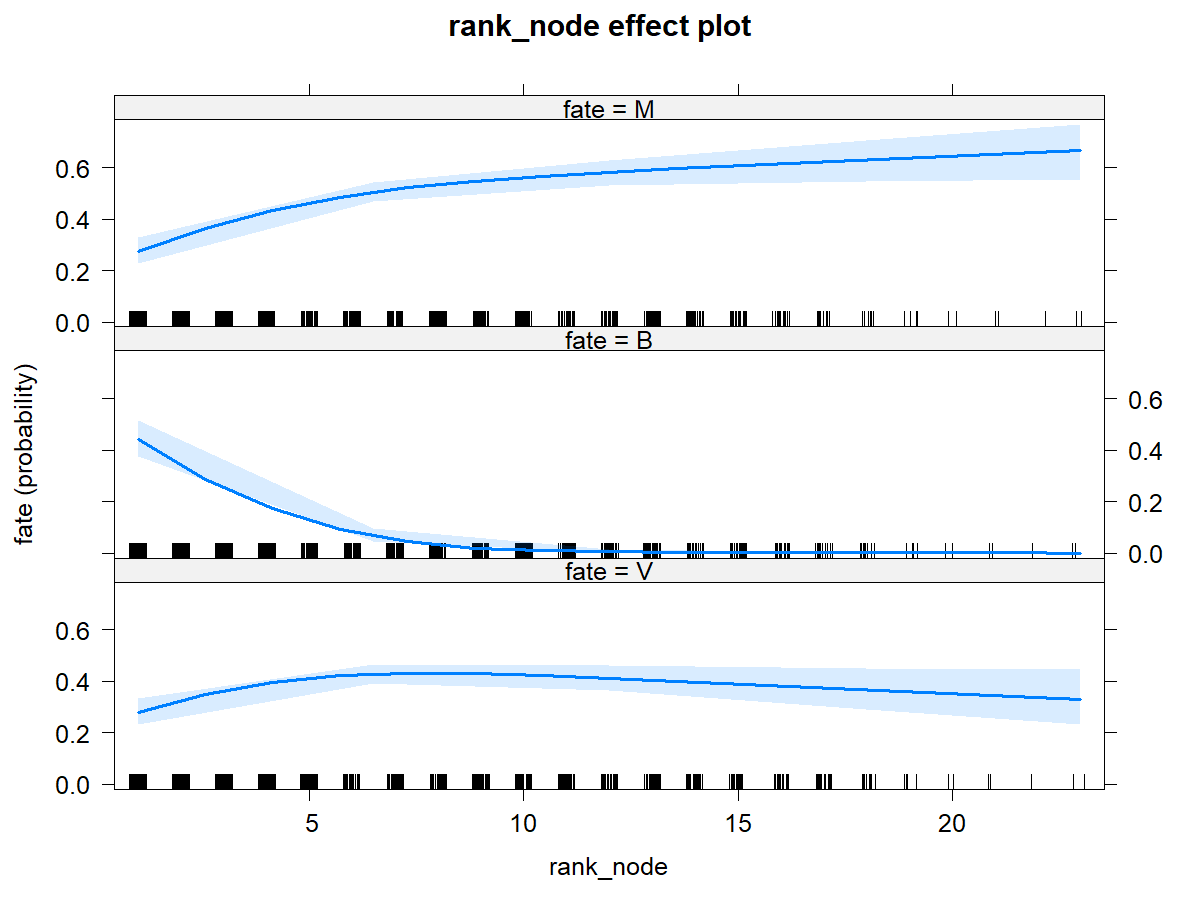 rank_node effect plot
fate = M
0.6
0.4
0.2
0.0
fate = B
0.6
0.4
0.2
0.0
fate (probability)
fate = V
0.6
0.4
0.2
0.0
5 10 15 20
rank_node